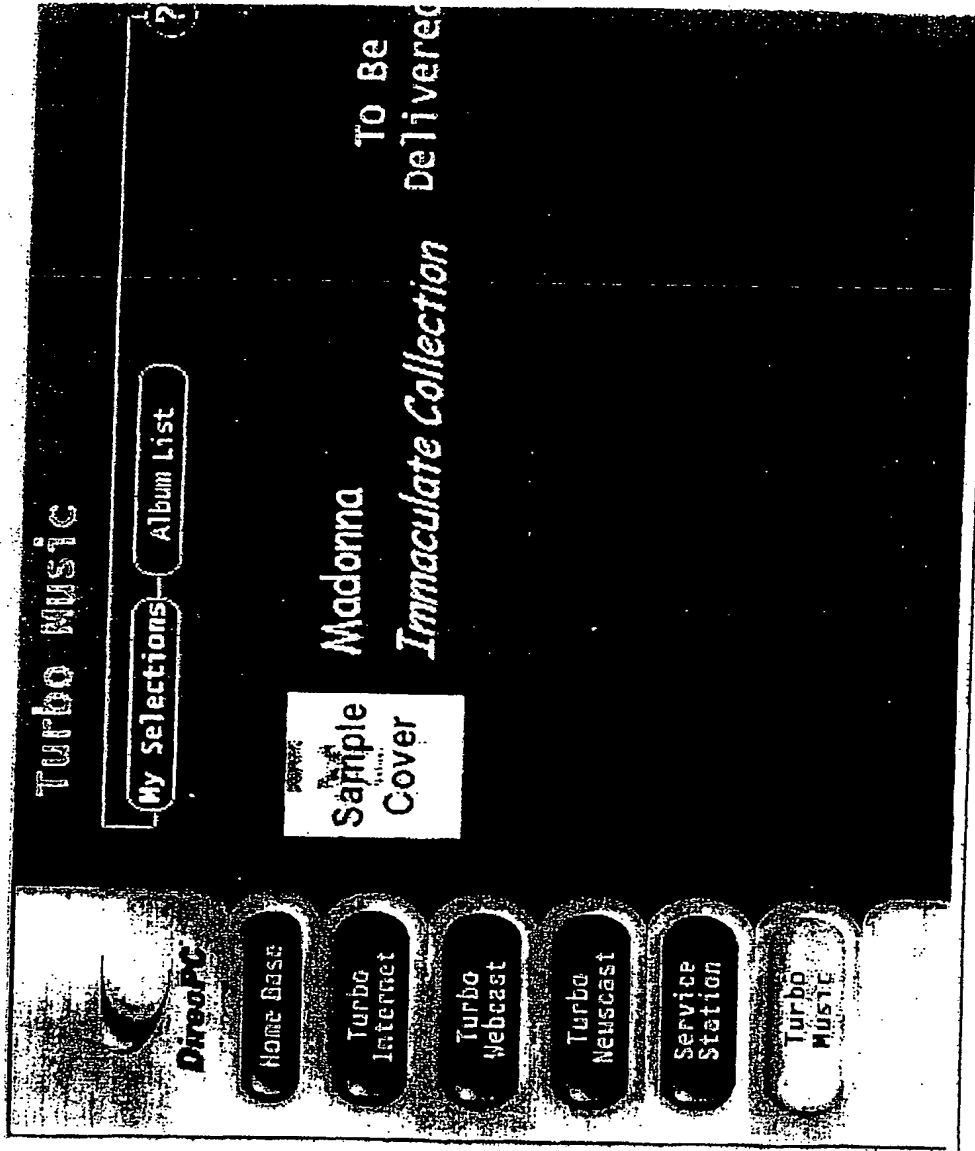 Turbo Music
?
My Selections
Album List
DirecPC
Home Base
Turbo
Internet
Turbo
Webcast
Turbo
Newscast
Service
Station
Turbo
Music
Sample
Cover
Madonna
Immaculate Collection
To Be
Delivered